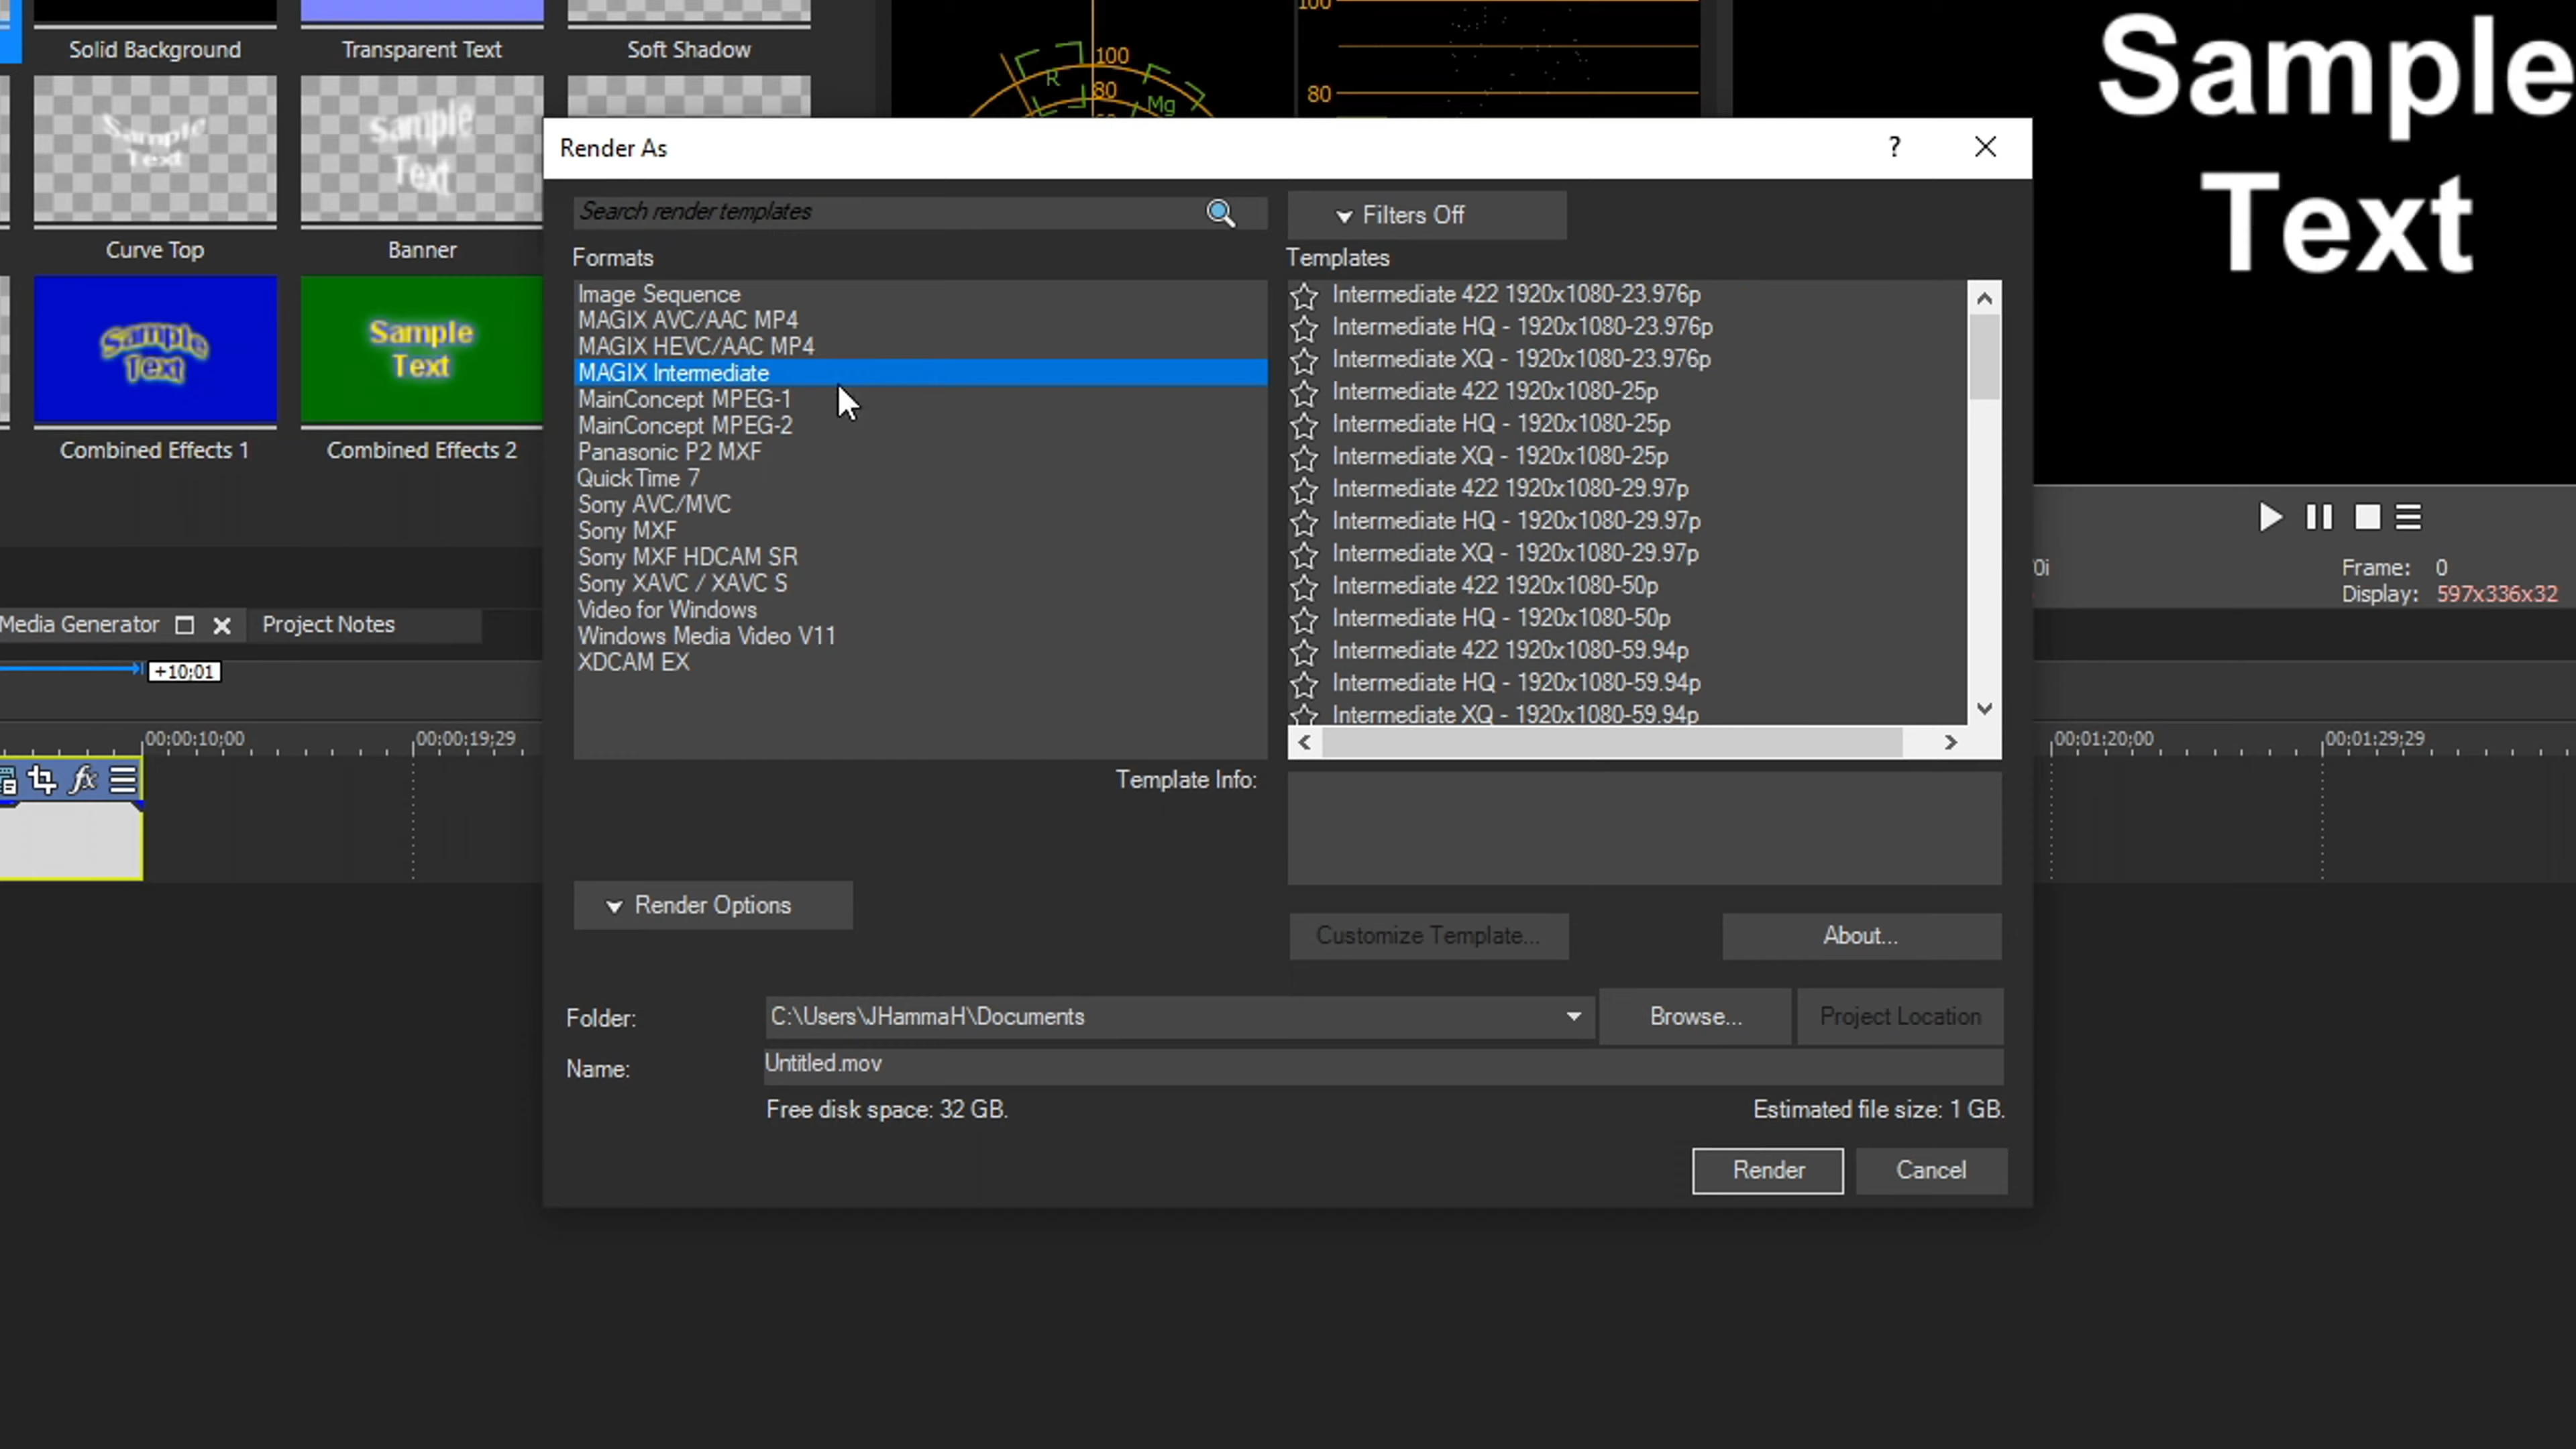 Solid Background
Transparent Text
Soft Shadow
Sample
Text
Curve Top
Sample
Text
Banner
Sample
Text
Combined Effects 1
Sample
Text
Combined Effects 2
100
80
R
Mg
100
80
Sample
Text
Render As
?
Search render templates
Filters Off
Formats
Image Sequence
MAGIX AVC/AAC MP4
MAGIX HEVC/AAC MP4
MAGIX Intermediate
MainConcept MPEG-1
MainConcept MPEG-2
Panasonic P2 MXF
QuickTime 7
Sony AVC/MVC
Sony MXF
Sony MXF HDCAM SR
Sony XAVC / XAVC S
Video for Windows
Windows Media Video V11
XDCAM EX
Templates
Intermediate 422 1920x1080-23.976p
Intermediate HQ - 1920x1080-23.976p
Intermediate XQ - 1920x1080-23.976p
Intermediate 422 1920x1080-25p
Intermediate HQ - 1920x1080-25p
Intermediate XQ - 1920x1080-25p
Intermediate 422 1920x1080-29.97p
Intermediate HQ - 1920x1080-29.97p
Intermediate XQ - 1920x1080-29.97p
Intermediate 422 1920x1080-50p
Intermediate HQ - 1920x1080-50p
Intermediate 422 1920x1080-59.94p
Intermediate HQ - 1920x1080-59.94p
Intermediate XQ - 1920x1080-59.94p
Template Info:
Render Options
Customize Template...
About...
Folder:
C:\Users\JHammaH\Documents
Browse...
Project Location
Name:
Untitled.mov
Free disk space: 32 GB.
Estimated file size: 1 GB.
Render
Cancel
0i
Frame: 0
Display: 597x336x32
Media Generator
Project Notes
+10;01
00:00:10;00
00:00:19;29
00:01:20;00
00:01:29;29
fx